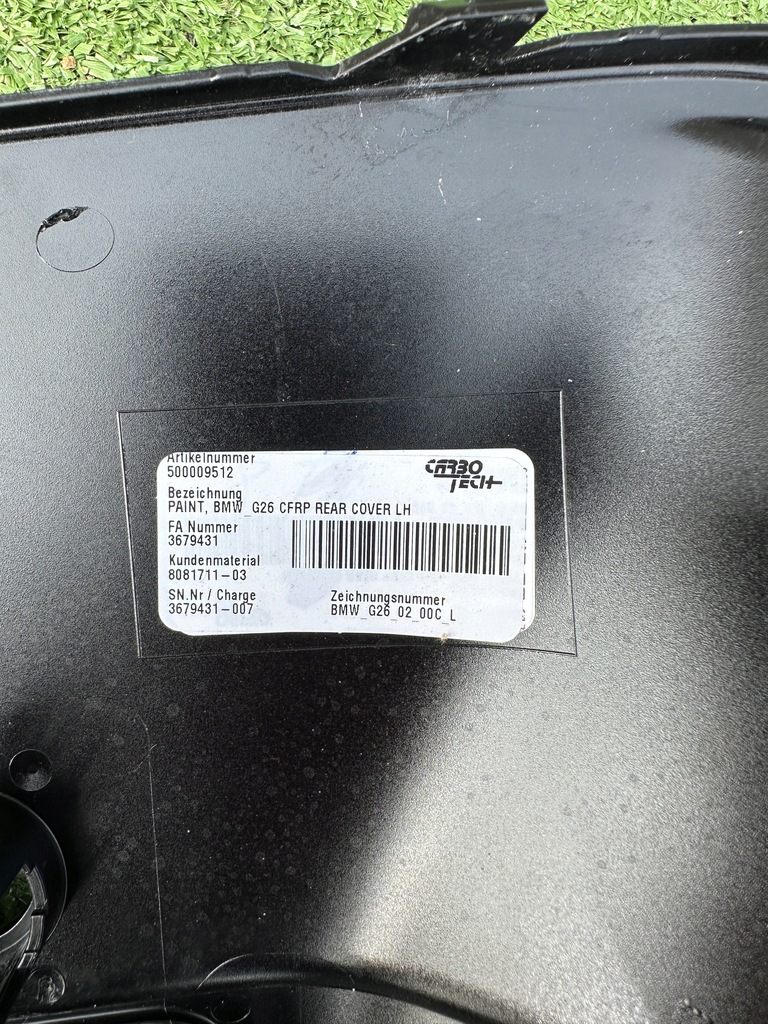 Artikelnummer
500009512
CARBO TECH
Bezeichnung
PAINT, BMW_G26 CFRP REAR COVER LH
FA Nummer
3679431
Kundenmaterial
8081711-03
SN.Nr / Charge
3679431-007
Zeichnungsnummer
BMW_G26_02_00C_L